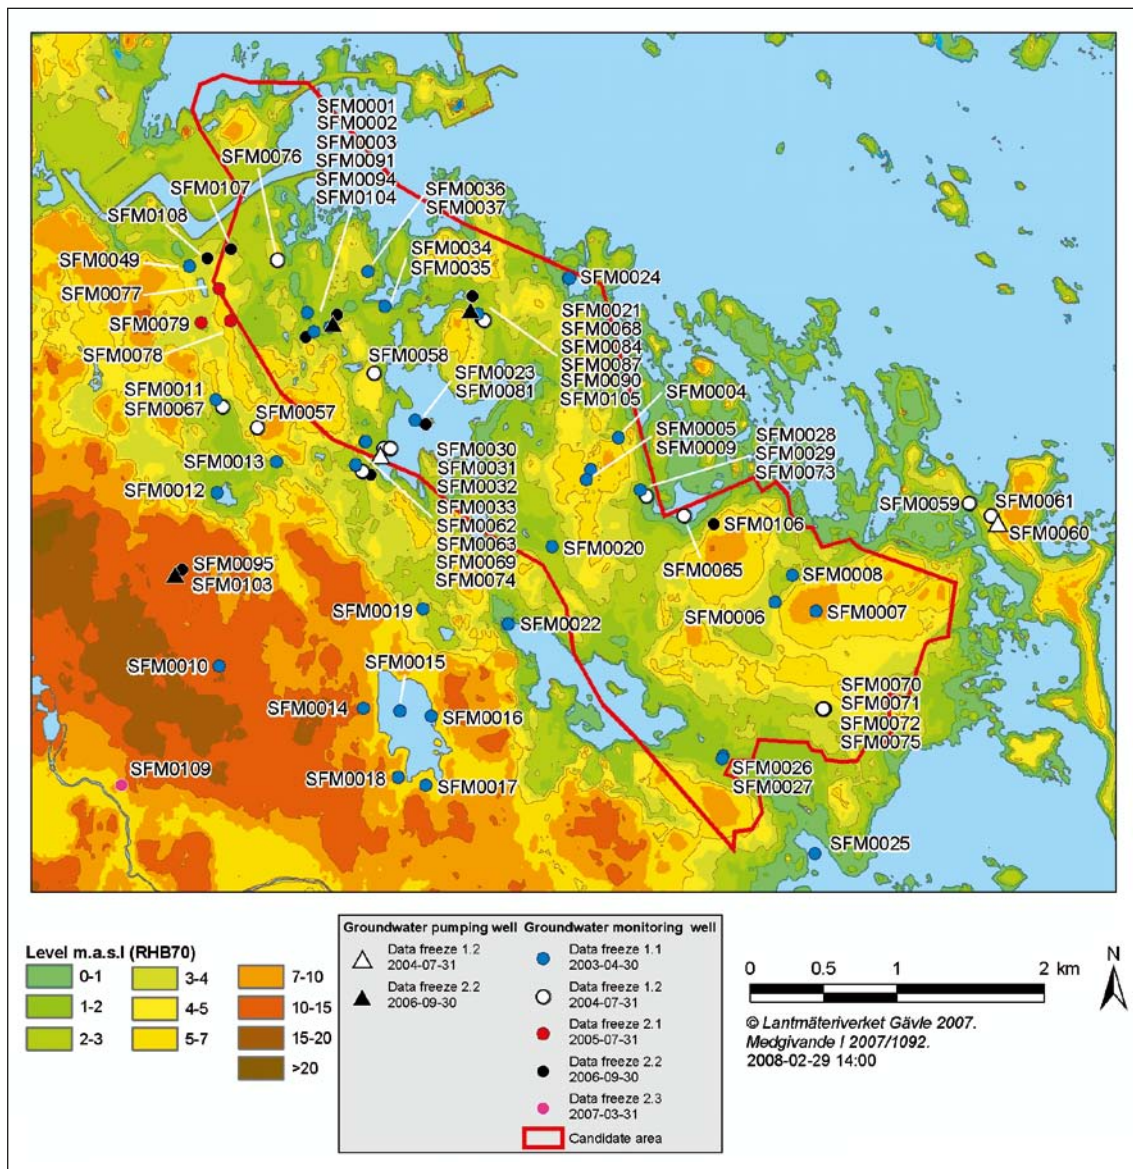 SFM0001
SFM0002
SFM0003
SFM0091
SFM0094
SFM0104
SFM0076
SFM0107
SFM0108
SFM0036
SFM0037
SFM0034
SFM0035
SFM0049
SFM0077
SFM0079
SFM0078
SFM0024
SFM0021
SFM0068
SFM0084
SFM0087
SFM0090
SFM0105
SFM0058
SFM0023
SFM0081
SFM0011
SFM0067
SFM0057
SFM0004
SFM0005
SFM0009
SFM0028
SFM0029
SFM0073
SFM0013
SFM0012
SFM0030
SFM0031
SFM0032
SFM0033
SFM0062
SFM0063
SFM0069
SFM0074
SFM0059
SFM0061
SFM0060
SFM0106
SFM0065
SFM0020
SFM0095
SFM0103
SFM0008
SFM0006
SFM0007
SFM0019
SFM0022
SFM0010
SFM0015
SFM0014
SFM0016
SFM0070
SFM0071
SFM0072
SFM0075
SFM0109
SFM0018
SFM0017
SFM0026
SFM0027
SFM0025
Level m.a.s.l (RHB70)
0-1
1-2
2-3
3-4
4-5
5-7
7-10
10-15
15-20
>20
Groundwater pumping well
Data freeze 1.2
2004-07-31
Data freeze 2.2
2006-09-30
Groundwater monitoring well
Data freeze 1.1
2003-04-30
Data freeze 1.2
2004-07-31
Data freeze 2.1
2005-07-31
Data freeze 2.2
2006-09-30
Data freeze 2.3
2007-03-31
Candidate area
0 0.5 1 2 km
N
© Lantmäteriverket Gävle 2007.
Medgivande I 2007/1092.
2008-02-29 14:00